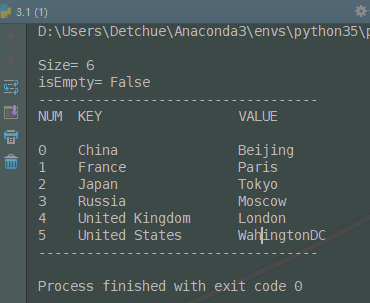 3.1 (1)
D:\Users\Detchue\Anaconda3\envs\python35\p
Size= 6
isEmpty= False
-----------------------------------
NUM KEY VALUE
0 China Beijing
1 France Paris
2 Japan Tokyo
3 Russia Moscow
4 United Kingdom London
5 United States WahingtonDC
-----------------------------------
Process finished with exit code 0